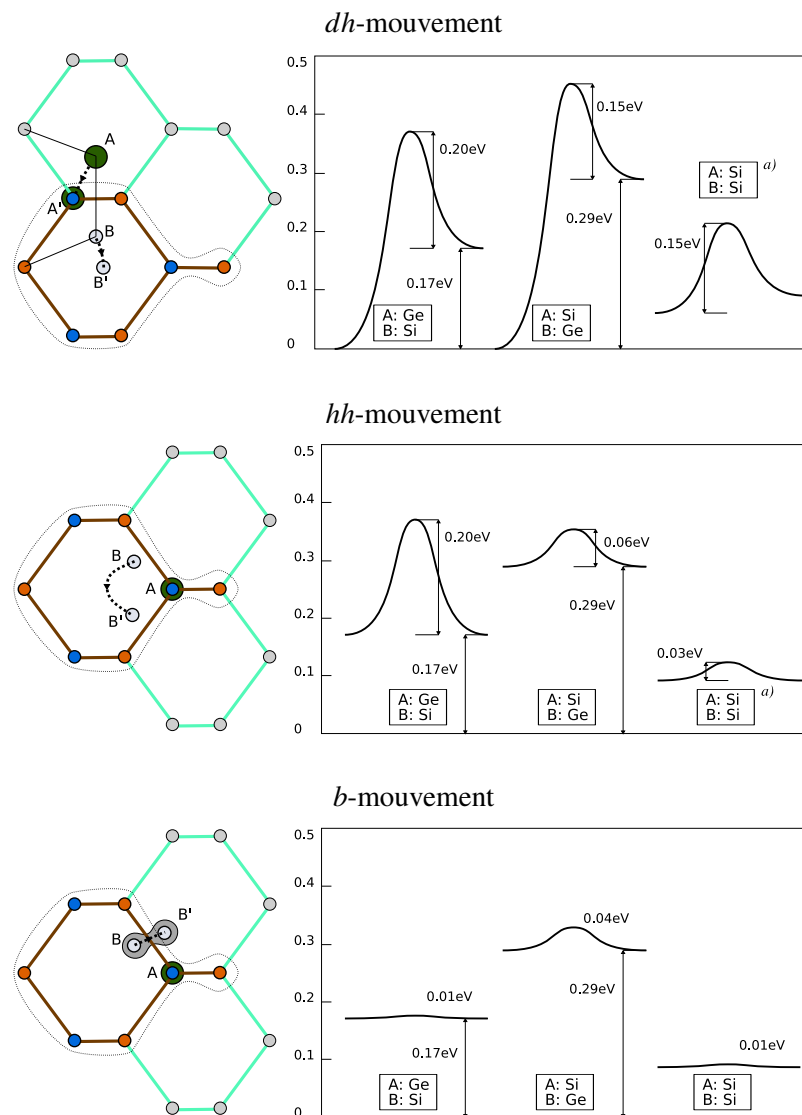 dh-mouvement
A
A'
B
B'
0.5
0.4
0.3
0.2
0.1
0
0.20eV
0.17eV
A: Ge
B: Si
0.15eV
0.29eV
A: Si
B: Ge
A: Si
B: Si
a)
0.15eV
hh-mouvement
B
A
B'
0.5
0.4
0.3
0.2
0.1
0
0.20eV
0.17eV
A: Ge
B: Si
0.06eV
0.29eV
A: Si
B: Ge
0.03eV
A: Si
B: Si
a)
b-mouvement
B'
B
A
0.5
0.4
0.3
0.2
0.1
0
0.01eV
0.17eV
A: Ge
B: Si
0.04eV
0.29eV
A: Si
B: Ge
0.01eV
A: Si
B: Si